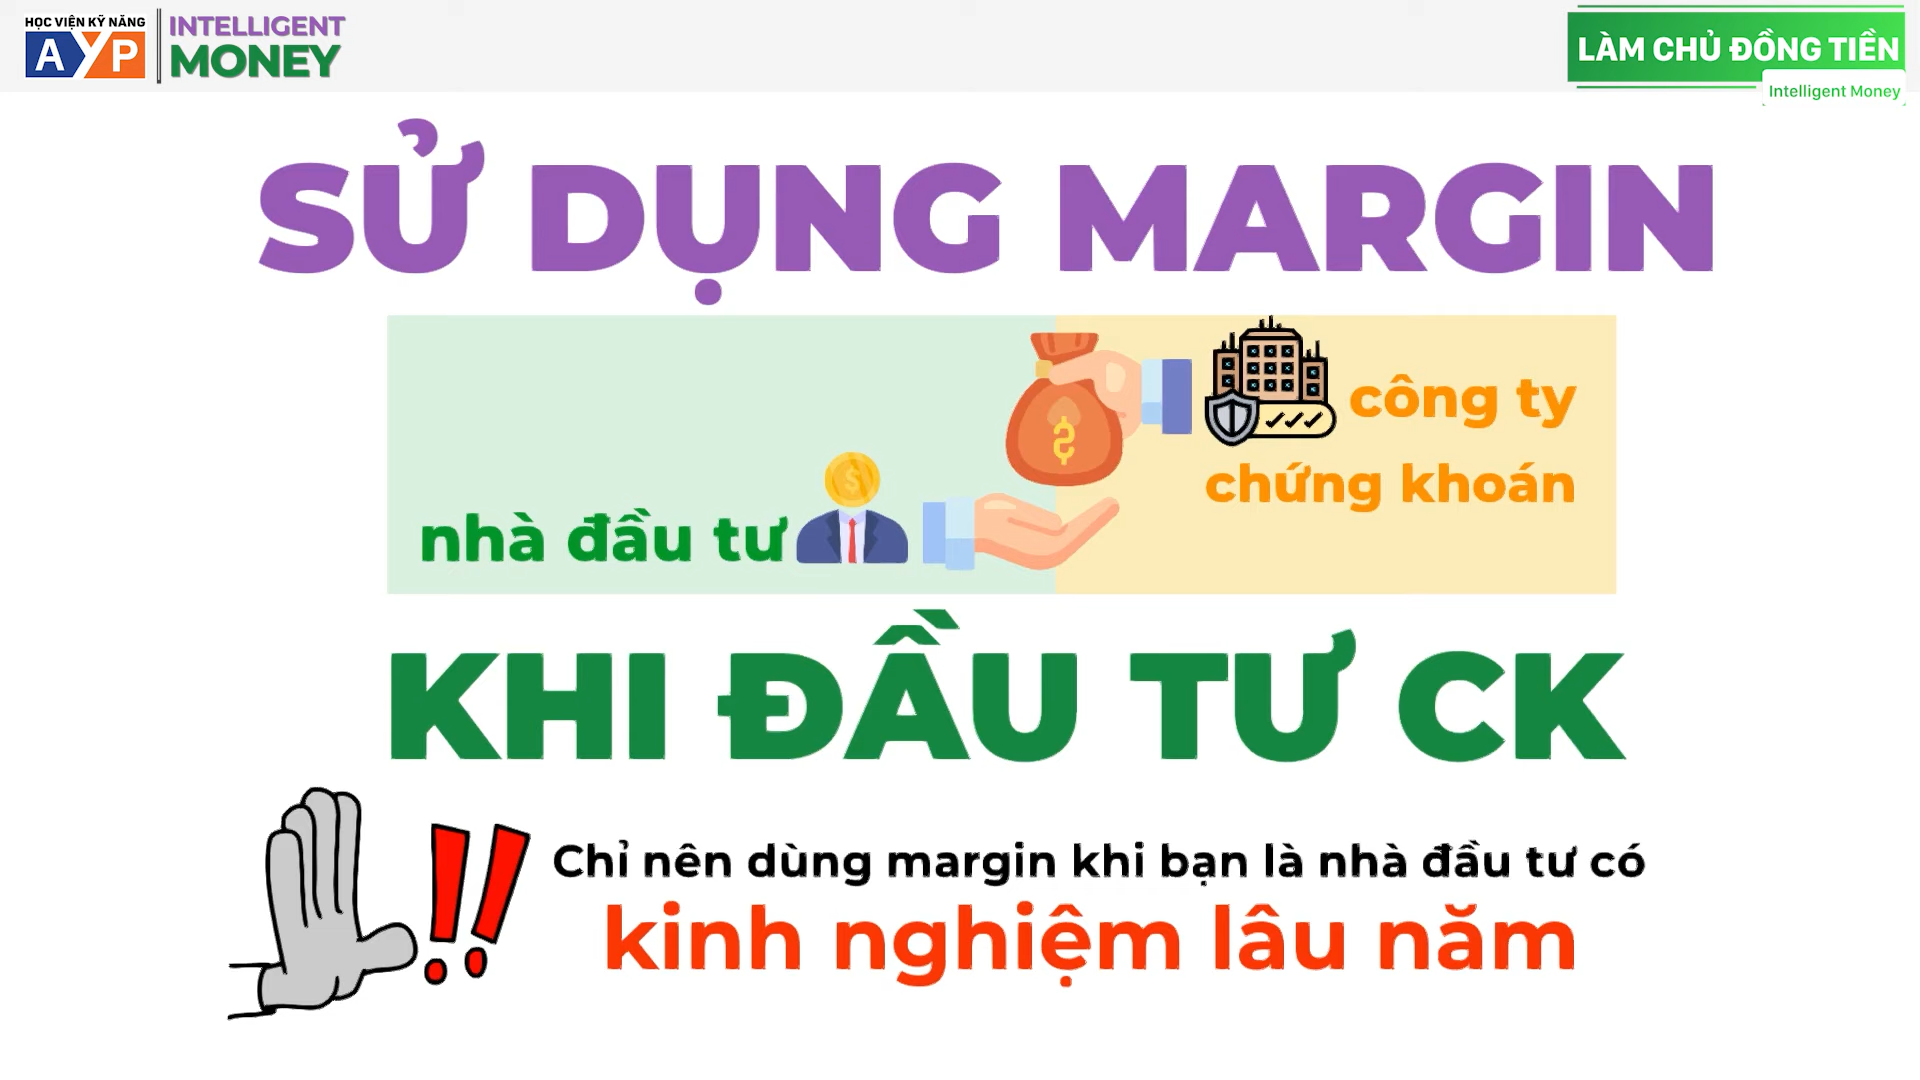 HỌC VIỆN KỸ NĂNG
AYP
INTELLIGENT
MONEY
LÀM CHỦ ĐỒNG TIỀN
Intelligent Money
SỬ DỤNG MARGIN
công ty
chứng khoán
nhà đầu tư
KHI ĐẦU TƯ CK
!! Chỉ nên dùng margin khi bạn là nhà đầu tư có
kinh nghiệm lâu năm